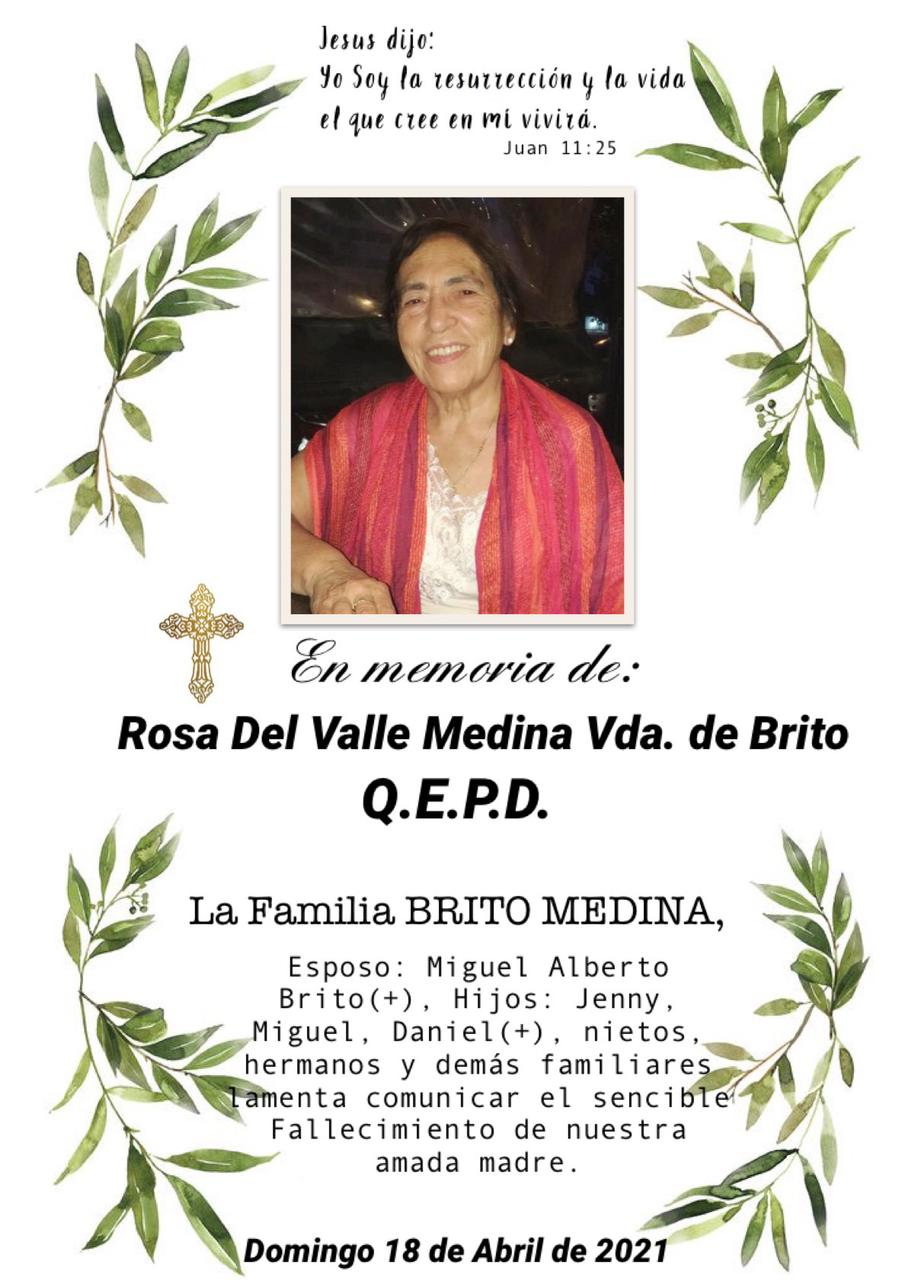 Jesus dijo:
Yo Soy la resurrección y la vida
el que cree en mí vivirá.
Juan 11:25
En memoria de:
Rosa Del Valle Medina Vda. de Brito
Q.E.P.D.
La Familia BRITO MEDINA,
Esposo: Miguel Alberto
Brito(+), Hijos: Jenny,
Miguel, Daniel(+), nietos,
hermanos y demás familiares
lamenta comunicar el sencible
Fallecimiento de nuestra
amada madre.
Domingo 18 de Abril de 2021